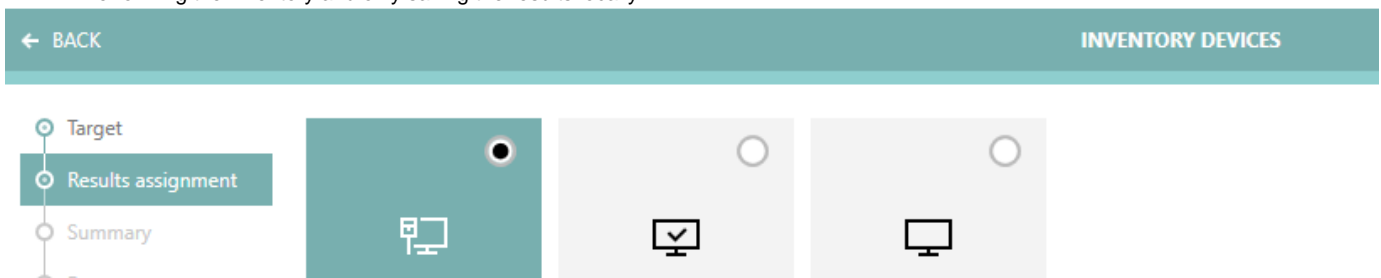 ← BACK
INVENTORY DEVICES
Target
Results assignment
Summary